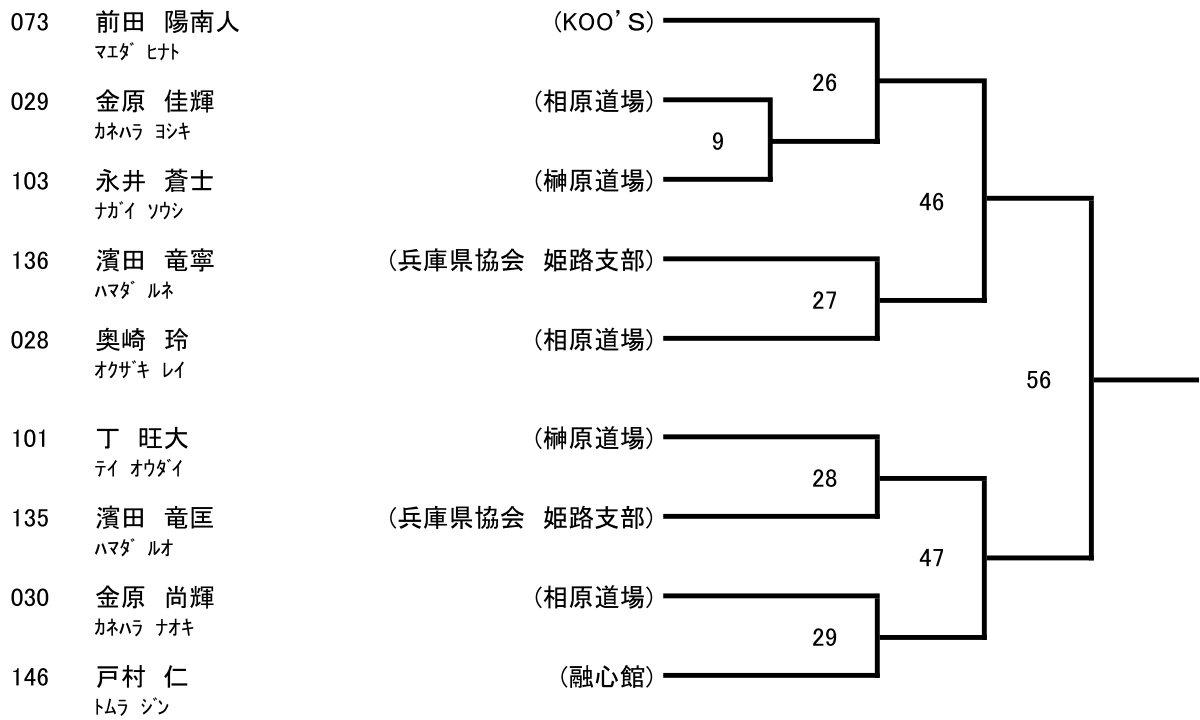 073 前田 陽南人 (KOO'S)
ﾏｴﾀﾞ ﾋﾅﾄ
26
029 金原 佳輝 (相原道場)
ｶﾈﾊﾗ ﾖｼｷ
9
103 永井 蒼士 (榊原道場)
ﾅｶﾞｲ ｿｳｼ
46
136 濱田 竜寧 (兵庫県協会 姫路支部)
ﾊﾏﾀﾞ ﾙﾈ
27
028 奥崎 玲 (相原道場)
ｵｸｻﾞｷ ﾚｲ
56
101 丁 旺大 (榊原道場)
ﾃｲ ｵｳﾀﾞｲ
28
135 濱田 竜匡 (兵庫県協会 姫路支部)
ﾊﾏﾀﾞ ﾙｵ
47
030 金原 尚輝 (相原道場)
ｶﾈﾊﾗ ﾅｵｷ
29
146 戸村 仁 (融心館)
ﾄﾑﾗ ｼﾞﾝ